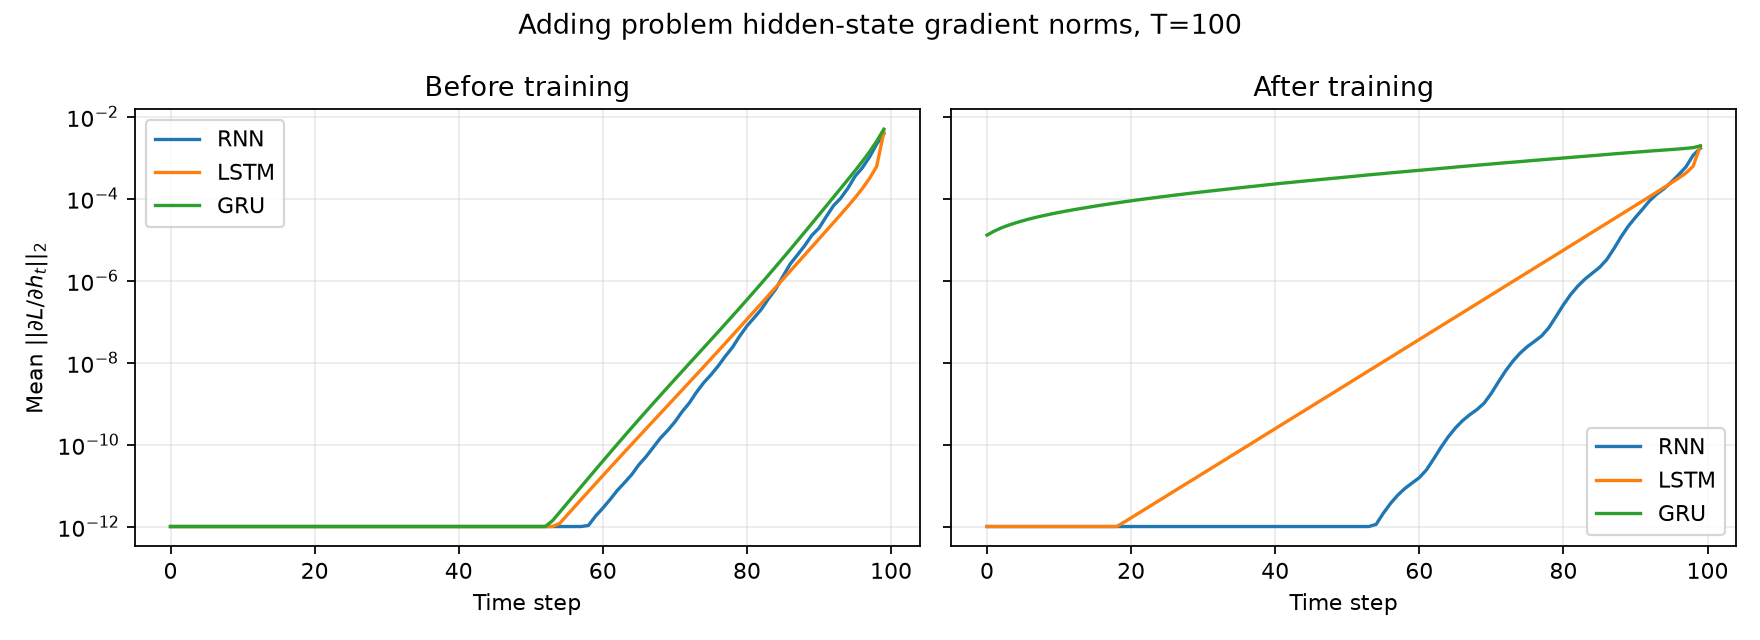 Adding problem hidden-state gradient norms, T=100
Before training
Mean ||∂L/∂hₜ||₂
10⁻²
10⁻⁴
10⁻⁶
10⁻⁸
10⁻¹⁰
10⁻¹²
RNN
LSTM
GRU
0 20 40 60 80 100
Time step
After training
RNN
LSTM
GRU
0 20 40 60 80 100
Time step